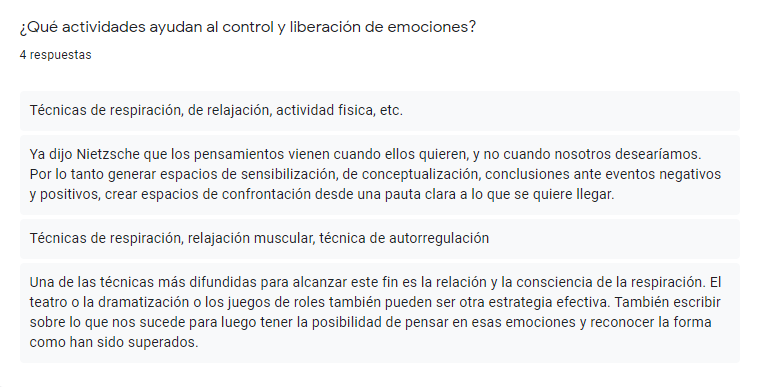 ¿Qué actividades ayudan al control y liberación de emociones?
4 respuestas
Técnicas de respiración, de relajación, actividad fisica, etc.
Ya dijo Nietzsche que los pensamientos vienen cuando ellos quieren, y no cuando nosotros desearíamos.
Por lo tanto generar espacios de sensibilización, de conceptualización, conclusiones ante eventos negativos
y positivos, crear espacios de confrontación desde una pauta clara a lo que se quiere llegar.
Técnicas de respiración, relajación muscular, técnica de autorregulación
Una de las técnicas más difundidas para alcanzar este fin es la relación y la consciencia de la respiración. El
teatro o la dramatización o los juegos de roles también pueden ser otra estrategia efectiva. También escribir
sobre lo que nos sucede para luego tener la posibilidad de pensar en esas emociones y reconocer la forma
como han sido superados.